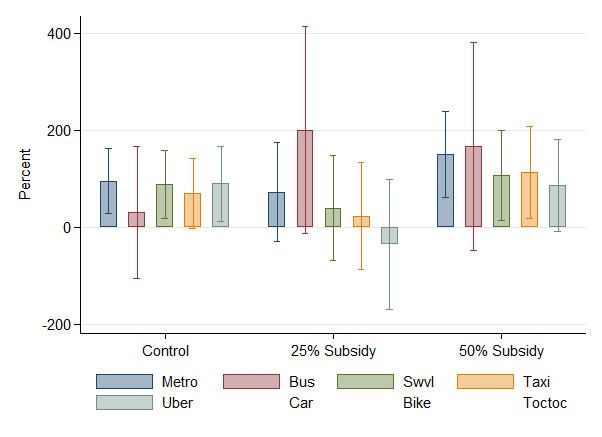 400
200
0
-200
Percent
Control 25% Subsidy 50% Subsidy
Metro Bus Swvl Taxi
Uber Car Bike Toctoc